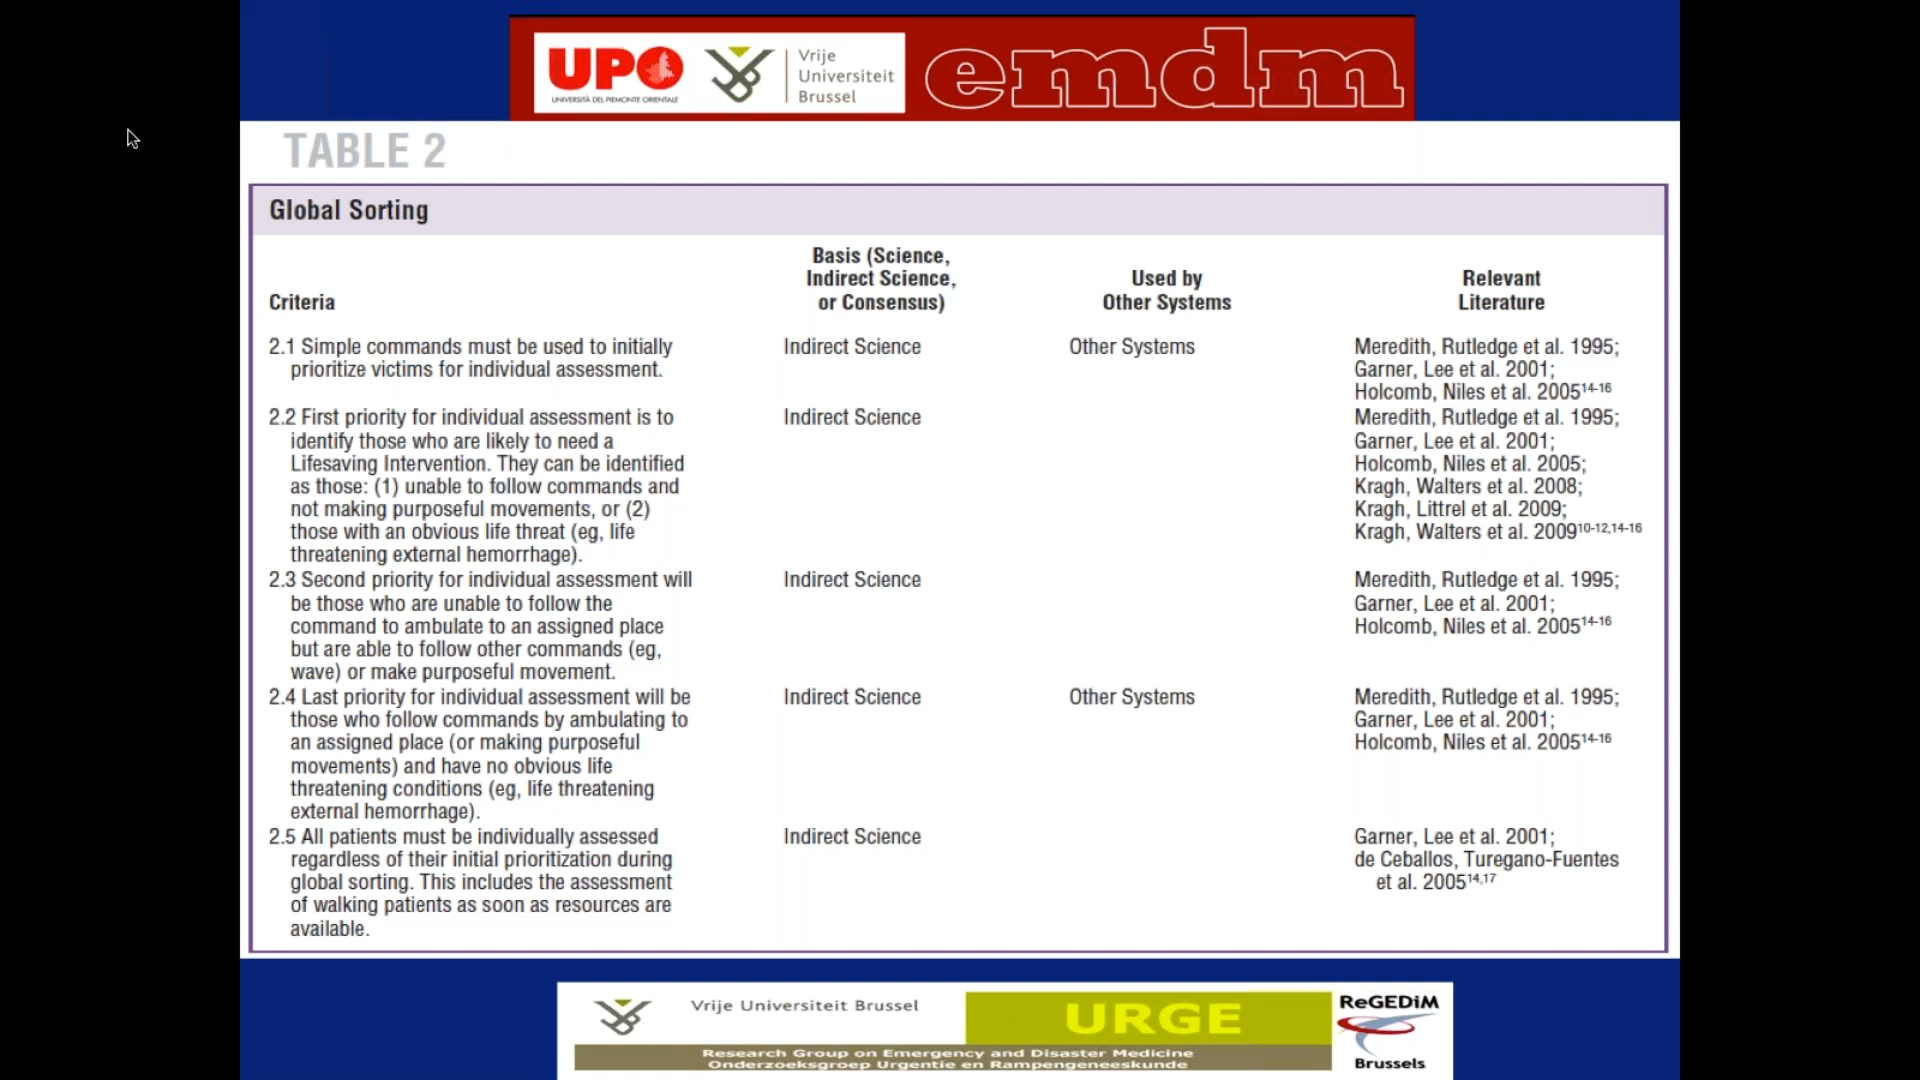 UPO
UNIVERSITÀ DEL PIEMONTE ORIENTALE
Vrije
Universiteit
Brussel
emdm
TABLE 2
Global Sorting
Criteria
Basis (Science,
Indirect Science,
or Consensus)
Used by
Other Systems
Relevant
Literature
2.1 Simple commands must be used to initially
prioritize victims for individual assessment.
Indirect Science
Other Systems
Meredith, Rutledge et al. 1995;
Garner, Lee et al. 2001;
Holcomb, Niles et al. 2005¹⁴⁻¹⁶
2.2 First priority for individual assessment is to
identify those who are likely to need a
Lifesaving Intervention. They can be identified
as those: (1) unable to follow commands and
not making purposeful movements, or (2)
those with an obvious life threat (eg, life
threatening external hemorrhage).
Indirect Science
Meredith, Rutledge et al. 1995;
Garner, Lee et al. 2001;
Holcomb, Niles et al. 2005;
Kragh, Walters et al. 2008;
Kragh, Littrel et al. 2009;
Kragh, Walters et al. 2009¹⁰⁻¹²,¹⁴⁻¹⁶
2.3 Second priority for individual assessment will
be those who are unable to follow the
command to ambulate to an assigned place
but are able to follow other commands (eg,
wave) or make purposeful movement.
Indirect Science
Meredith, Rutledge et al. 1995;
Garner, Lee et al. 2001;
Holcomb, Niles et al. 2005¹⁴⁻¹⁶
2.4 Last priority for individual assessment will be
those who follow commands by ambulating to
an assigned place (or making purposeful
movements) and have no obvious life
threatening conditions (eg, life threatening
external hemorrhage).
Indirect Science
Other Systems
Meredith, Rutledge et al. 1995;
Garner, Lee et al. 2001;
Holcomb, Niles et al. 2005¹⁴⁻¹⁶
2.5 All patients must be individually assessed
regardless of their initial prioritization during
global sorting. This includes the assessment
of walking patients as soon as resources are
available.
Indirect Science
Garner, Lee et al. 2001;
de Ceballos, Turegano-Fuentes
et al. 2005¹⁴,¹⁷
Vrije Universiteit Brussel
URGE
Research Group on Emergency and Disaster Medicine
Onderzoeksgroep Urgentie en Rampengeneeskunde
ReGEDiM
Brussels